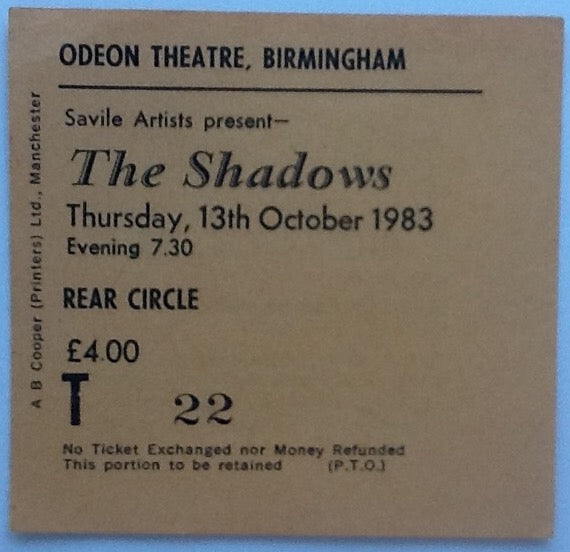 ODEON THEATRE, BIRMINGHAM
Savile Artists present—
The Shadows
Thursday, 13th October 1983
Evening 7.30
REAR CIRCLE
£4.00
T 22
No Ticket Exchanged nor Money Refunded
This portion to be retained (P.T.O.)
A B Cooper (Printers) Ltd., Manchester